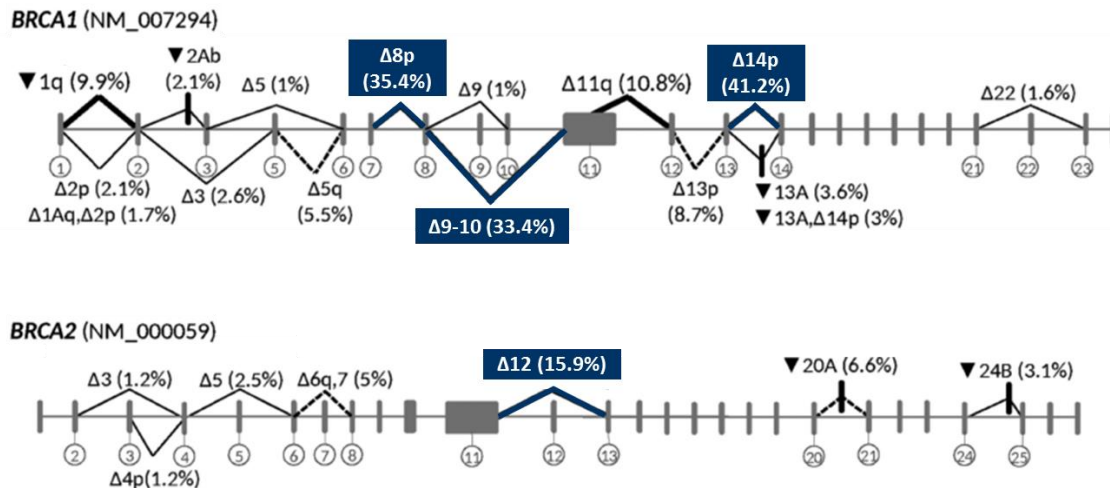 BRCA1 (NM_007294)
▼1q (9.9%)
▼2Ab
(2.1%)
Δ5 (1%)
Δ8p
(35.4%)
Δ9 (1%)
Δ11q (10.8%)
Δ14p
(41.2%)
Δ22 (1.6%)
1 2 3 5 6 7 8 9 10 11 12 13 14 21 22 23
Δ2p (2.1%)
Δ1Aq,Δ2p (1.7%)
Δ3 (2.6%)
Δ5q
(5.5%)
Δ9-10 (33.4%)
Δ13p
(8.7%)
▼13A (3.6%)
▼13A,Δ14p (3%)
BRCA2 (NM_000059)
Δ3 (1.2%)
Δ5 (2.5%)
Δ6q,7 (5%)
Δ12 (15.9%)
▼20A (6.6%)
▼24B (3.1%)
2 3 4 5 6 7 8 11 12 13 20 21 24 25
Δ4p(1.2%)